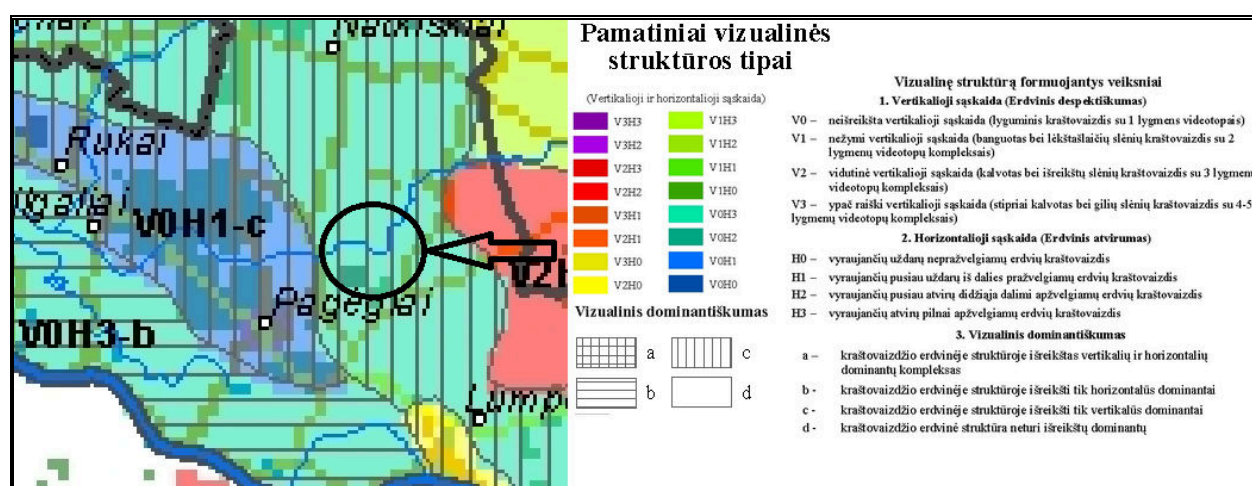 Rukai
V0H1-c
Pagėgiai
V0H3-b
Pamatiniai vizualinės
struktūros tipai
(Vertikalioji ir horizontalioji sąskaida)
V3H3 V1H3
V3H2 V1H2
V2H3 V1H1
V2H2 V1H0
V3H1 V0H3
V2H1 V0H2
V3H0 V0H1
V2H0 V0H0
Vizualinis dominantiškumas
a c
b d
Vizualinę struktūrą formuojantys veiksniai
1. Vertikalioji sąskaida (Erdvinis despektiškumas)
V0 – neišreikšta vertikalioji sąskaida (lyguminis kraštovaizdis su 1 lygmens videotopais)
V1 – nežymi vertikalioji sąskaida (banguotas bei lėkštašlaičių slėnių kraštovaizdis su 2
lygmenų videotopų kompleksais)
V2 – vidutinė vertikalioji sąskaida (kalvotas bei išreikštų slėnių kraštovaizdis su 3 lygmenų
videotopų kompleksais)
V3 – ypač raiški vertikalioji sąskaida (stipriai kalvotas bei gilių slėnių kraštovaizdis su 4-5
lygmenų videotopų kompleksais)
2. Horizontalioji sąskaida (Erdvinis atvirumas)
H0 – vyraujančių uždarų nepražvelgiamų erdvių kraštovaizdis
H1 – vyraujančių pusiau uždarų iš dalies pražvelgiamų erdvių kraštovaizdis
H2 – vyraujančių pusiau atvirų didžiąja dalimi apžvelgiamų erdvių kraštovaizdis
H3 – vyraujančių atvirų pilnai apžvelgiamų erdvių kraštovaizdis
3. Vizualinis dominantiškumas
a – kraštovaizdžio erdvinėje struktūroje išreikštas vertikalių ir horizontalių
dominantų kompleksas
b - kraštovaizdžio erdvinėje struktūroje išreikšti tik horizontalūs dominantai
c - kraštovaizdžio erdvinėje struktūroje išreikšti tik vertikalūs dominantai
d - kraštovaizdžio erdvinė struktūra neturi išreikštų dominantų